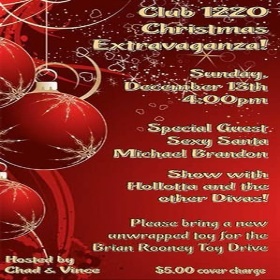 Club 1220
Christmas
Extravaganza!
Sunday,
December 13th
4:00pm
Special Guest
Sexy Santa
Michael Brandon
Show with
Hollotta and the
other Divas!
Please bring a new
unwrapped toy for the
Brian Rooney Toy Drive
Hosted by
Chad & Vince
$5.00 cover charge